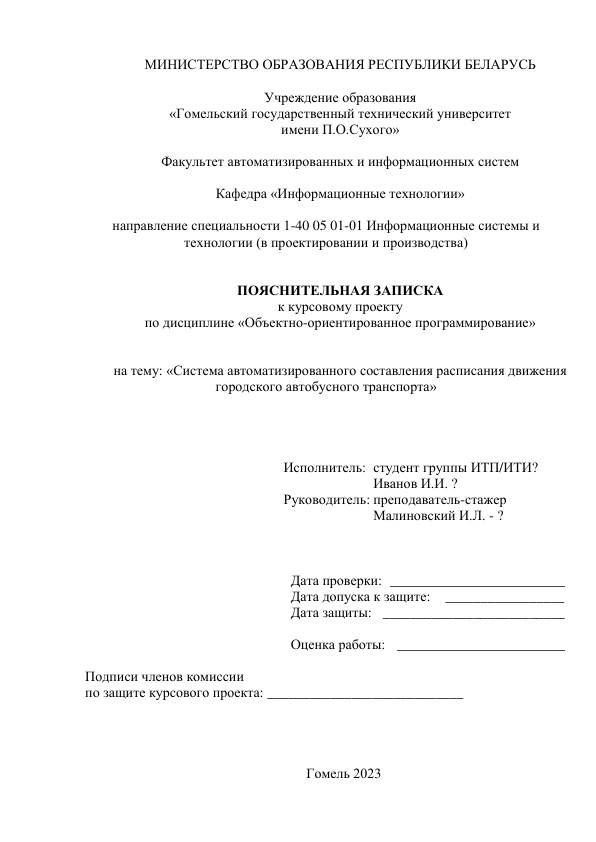 МИНИСТЕРСТВО ОБРАЗОВАНИЯ РЕСПУБЛИКИ БЕЛАРУСЬ
Учреждение образования
«Гомельский государственный технический университет
имени П.О.Сухого»
Факультет автоматизированных и информационных систем
Кафедра «Информационные технологии»
направление специальности 1-40 05 01-01 Информационные системы и
технологии (в проектировании и производства)
ПОЯСНИТЕЛЬНАЯ ЗАПИСКА
к курсовому проекту
по дисциплине «Объектно-ориентированное программирование»
на тему: «Система автоматизированного составления расписания движения
городского автобусного транспорта»
Исполнитель: студент группы ИТП/ИТИ?
Иванов И.И. ?
Руководитель: преподаватель-стажер
Малиновский И.Л. - ?
Дата проверки: _________________________
Дата допуска к защите: _________________
Дата защиты: __________________________
Оценка работы: ________________________
Подписи членов комиссии
по защите курсового проекта: ____________________________
Гомель 2023